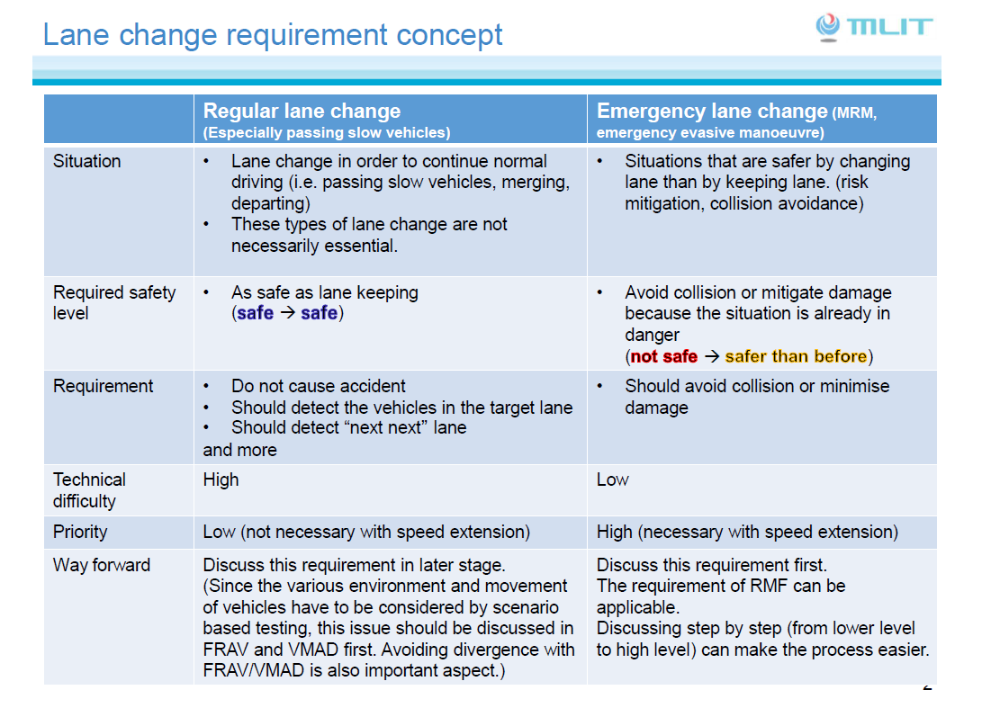 Lane change requirement concept
MLIT
Regular lane change
(Especially passing slow vehicles)
Emergency lane change (MRM,
emergency evasive manoeuvre)
Situation
• Lane change in order to continue normal
driving (i.e. passing slow vehicles, merging,
departing)
• These types of lane change are not
necessarily essential.
• Situations that are safer by changing
lane than by keeping lane. (risk
mitigation, collision avoidance)
Required safety
level
• As safe as lane keeping
(safe → safe)
• Avoid collision or mitigate damage
because the situation is already in
danger
(not safe → safer than before)
Requirement
• Do not cause accident
• Should detect the vehicles in the target lane
• Should detect “next next” lane
and more
• Should avoid collision or minimise
damage
Technical
difficulty
High
Low
Priority
Low (not necessary with speed extension)
High (necessary with speed extension)
Way forward
Discuss this requirement in later stage.
(Since the various environment and movement
of vehicles have to be considered by scenario
based testing, this issue should be discussed in
FRAV and VMAD first. Avoiding divergence with
FRAV/VMAD is also important aspect.)
Discuss this requirement first.
The requirement of RMF can be
applicable.
Discussing step by step (from lower level
to high level) can make the process easier.